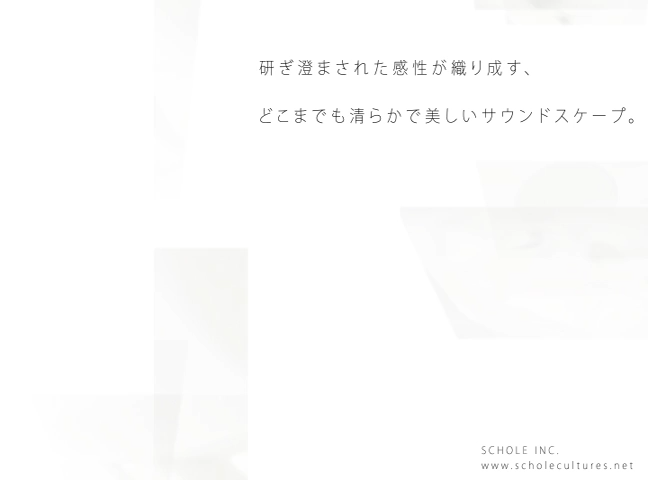 研ぎ澄まされた感性が織り成す、
どこまでも清らかで美しいサウンドスケープ。
SCHOLE INC.
www.scholecultures.net